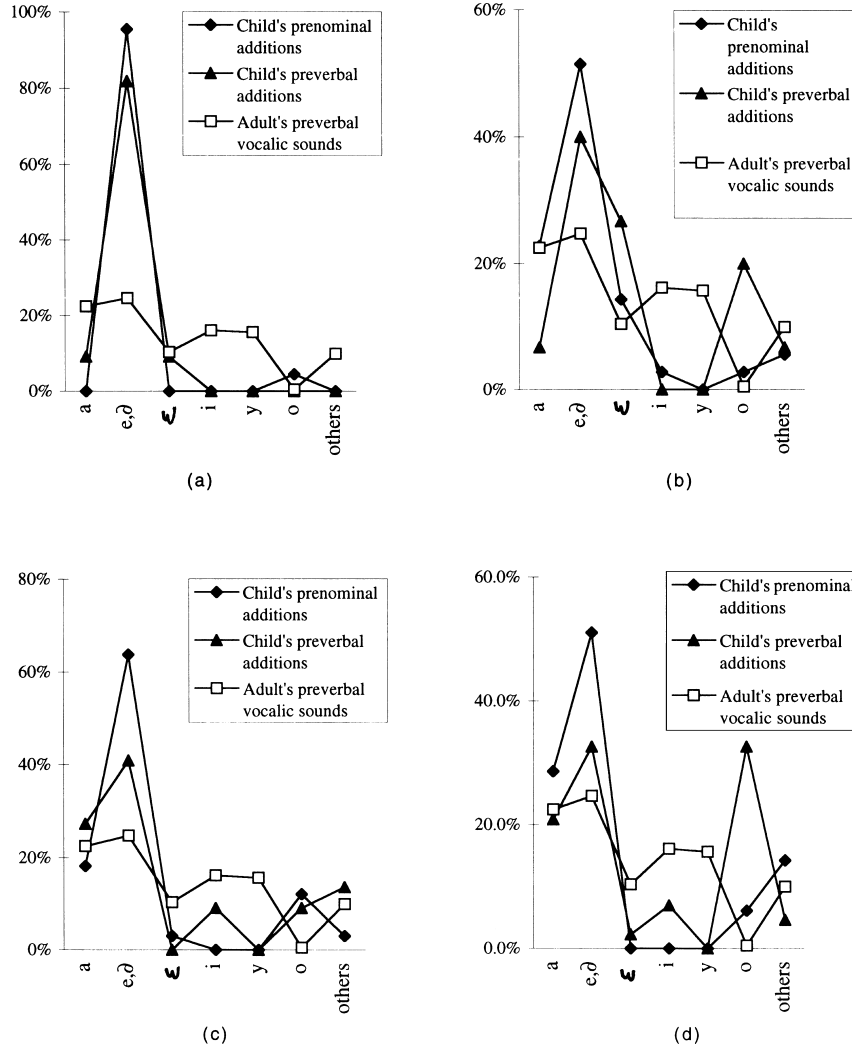 100%
80%
60%
40%
20%
0%
Child's prenominal
additions
Child's preverbal
additions
Adult's preverbal
vocalic sounds
a
e,∂
i
y
o
others
(a)
60%
40%
20%
0%
Child's
prenominal
additions
Child's preverbal
additions
Adult's preverbal
vocalic sounds
a
e,∂
i
y
o
others
(b)
80%
60%
40%
20%
0%
Child's prenominal
additions
Child's preverbal
additions
Adult's preverbal
vocalic sounds
a
e,∂
i
y
o
others
(c)
60.0%
40.0%
20.0%
0.0%
Child's prenominal
additions
Child's preverbal
additions
Adult's preverbal
vocalic sounds
a
e,∂
i
y
o
others
(d)